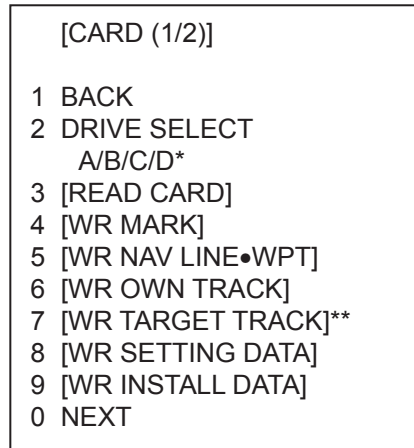 [CARD (1/2)]
1 BACK
2 DRIVE SELECT
A/B/C/D*
3 [READ CARD]
4 [WR MARK]
5 [WR NAV LINE•WPT]
6 [WR OWN TRACK]
7 [WR TARGET TRACK]**
8 [WR SETTING DATA]
9 [WR INSTALL DATA]
0 NEXT